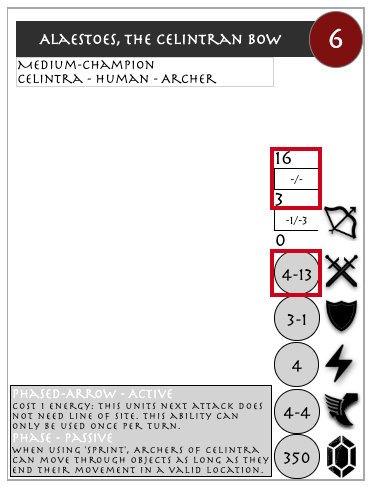 Alaestoes, the Celintran Bow
6
Medium-Champion
Celintra - Human - Archer
16
-/-
3
-1/-3
0
4-13
3-1
4
4-4
350
Phased-Arrow - Active
Cost 1 energy: This units next attack does
not need line of site. This ability can
only be used once per turn.
Phase - Passive
When using 'Sprint', Archers of Celintra
can move through objects as long as they
end their movement in a valid location.